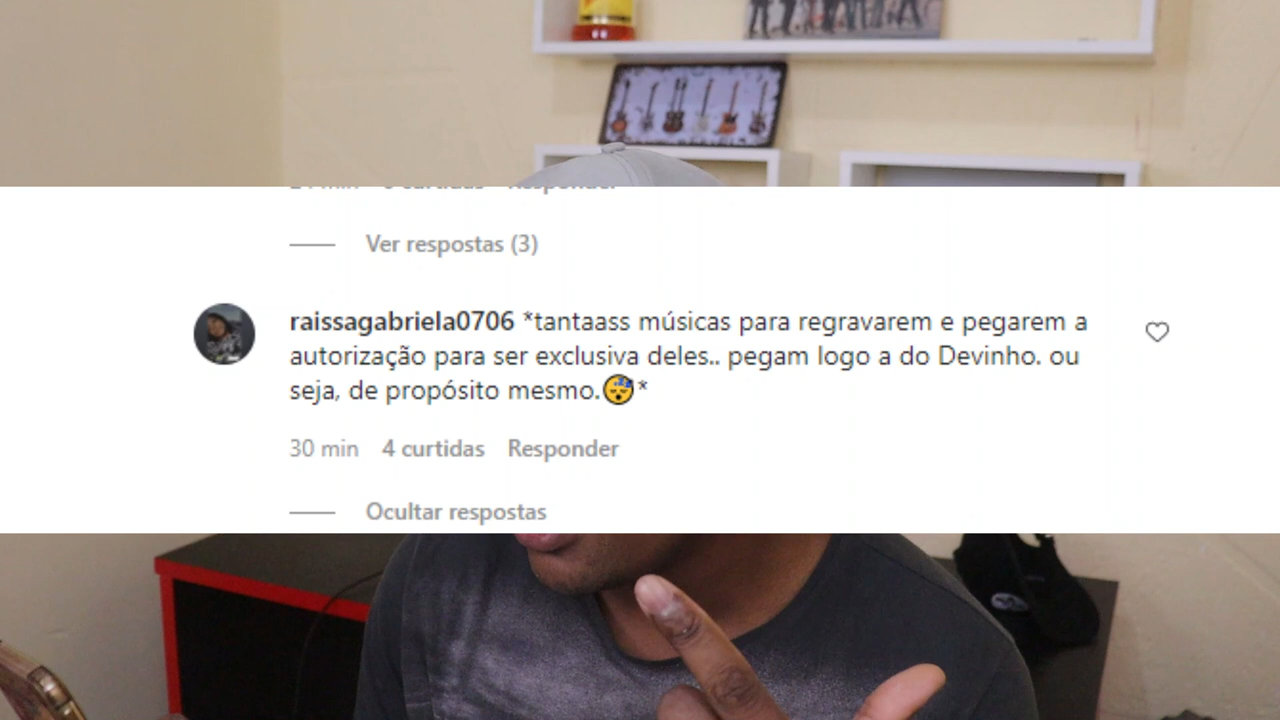 Ver respostas (3)
raissagabriela0706 *tantaass músicas para regravarem e pegarem a
autorização para ser exclusiva deles.. pegam logo a do Devinho. ou
seja, de propósito mesmo.😴*
30 min 4 curtidas Responder
Ocultar respostas